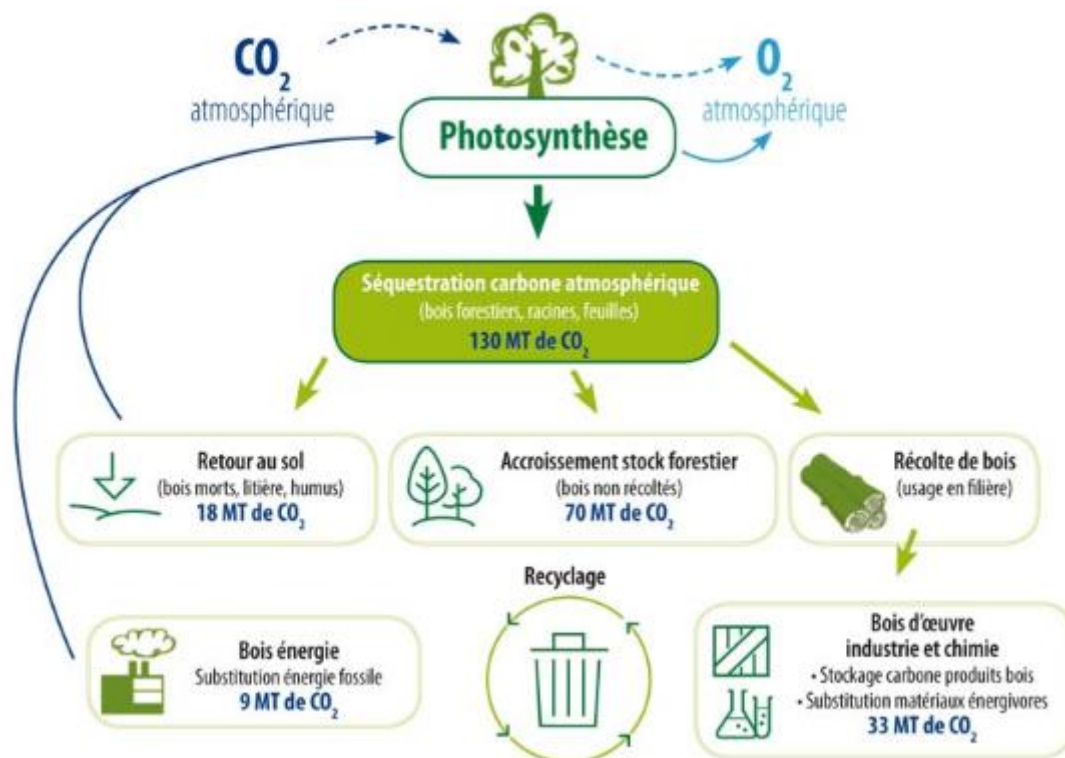 CO₂
atmosphérique
O₂
atmosphérique
Photosynthèse
Séquestration carbone atmosphérique
(bois forestiers, racines, feuilles)
130 MT de CO₂
Retour au sol
(bois morts, litière, humus)
18 MT de CO₂
Accroissement stock forestier
(bois non récoltés)
70 MT de CO₂
Récolte de bois
(usage en filière)
Bois énergie
Substitution énergie fossile
9 MT de CO₂
Recyclage
Bois d'œuvre
industrie et chimie
• Stockage carbone produits bois
• Substitution matériaux énergivores
33 MT de CO₂